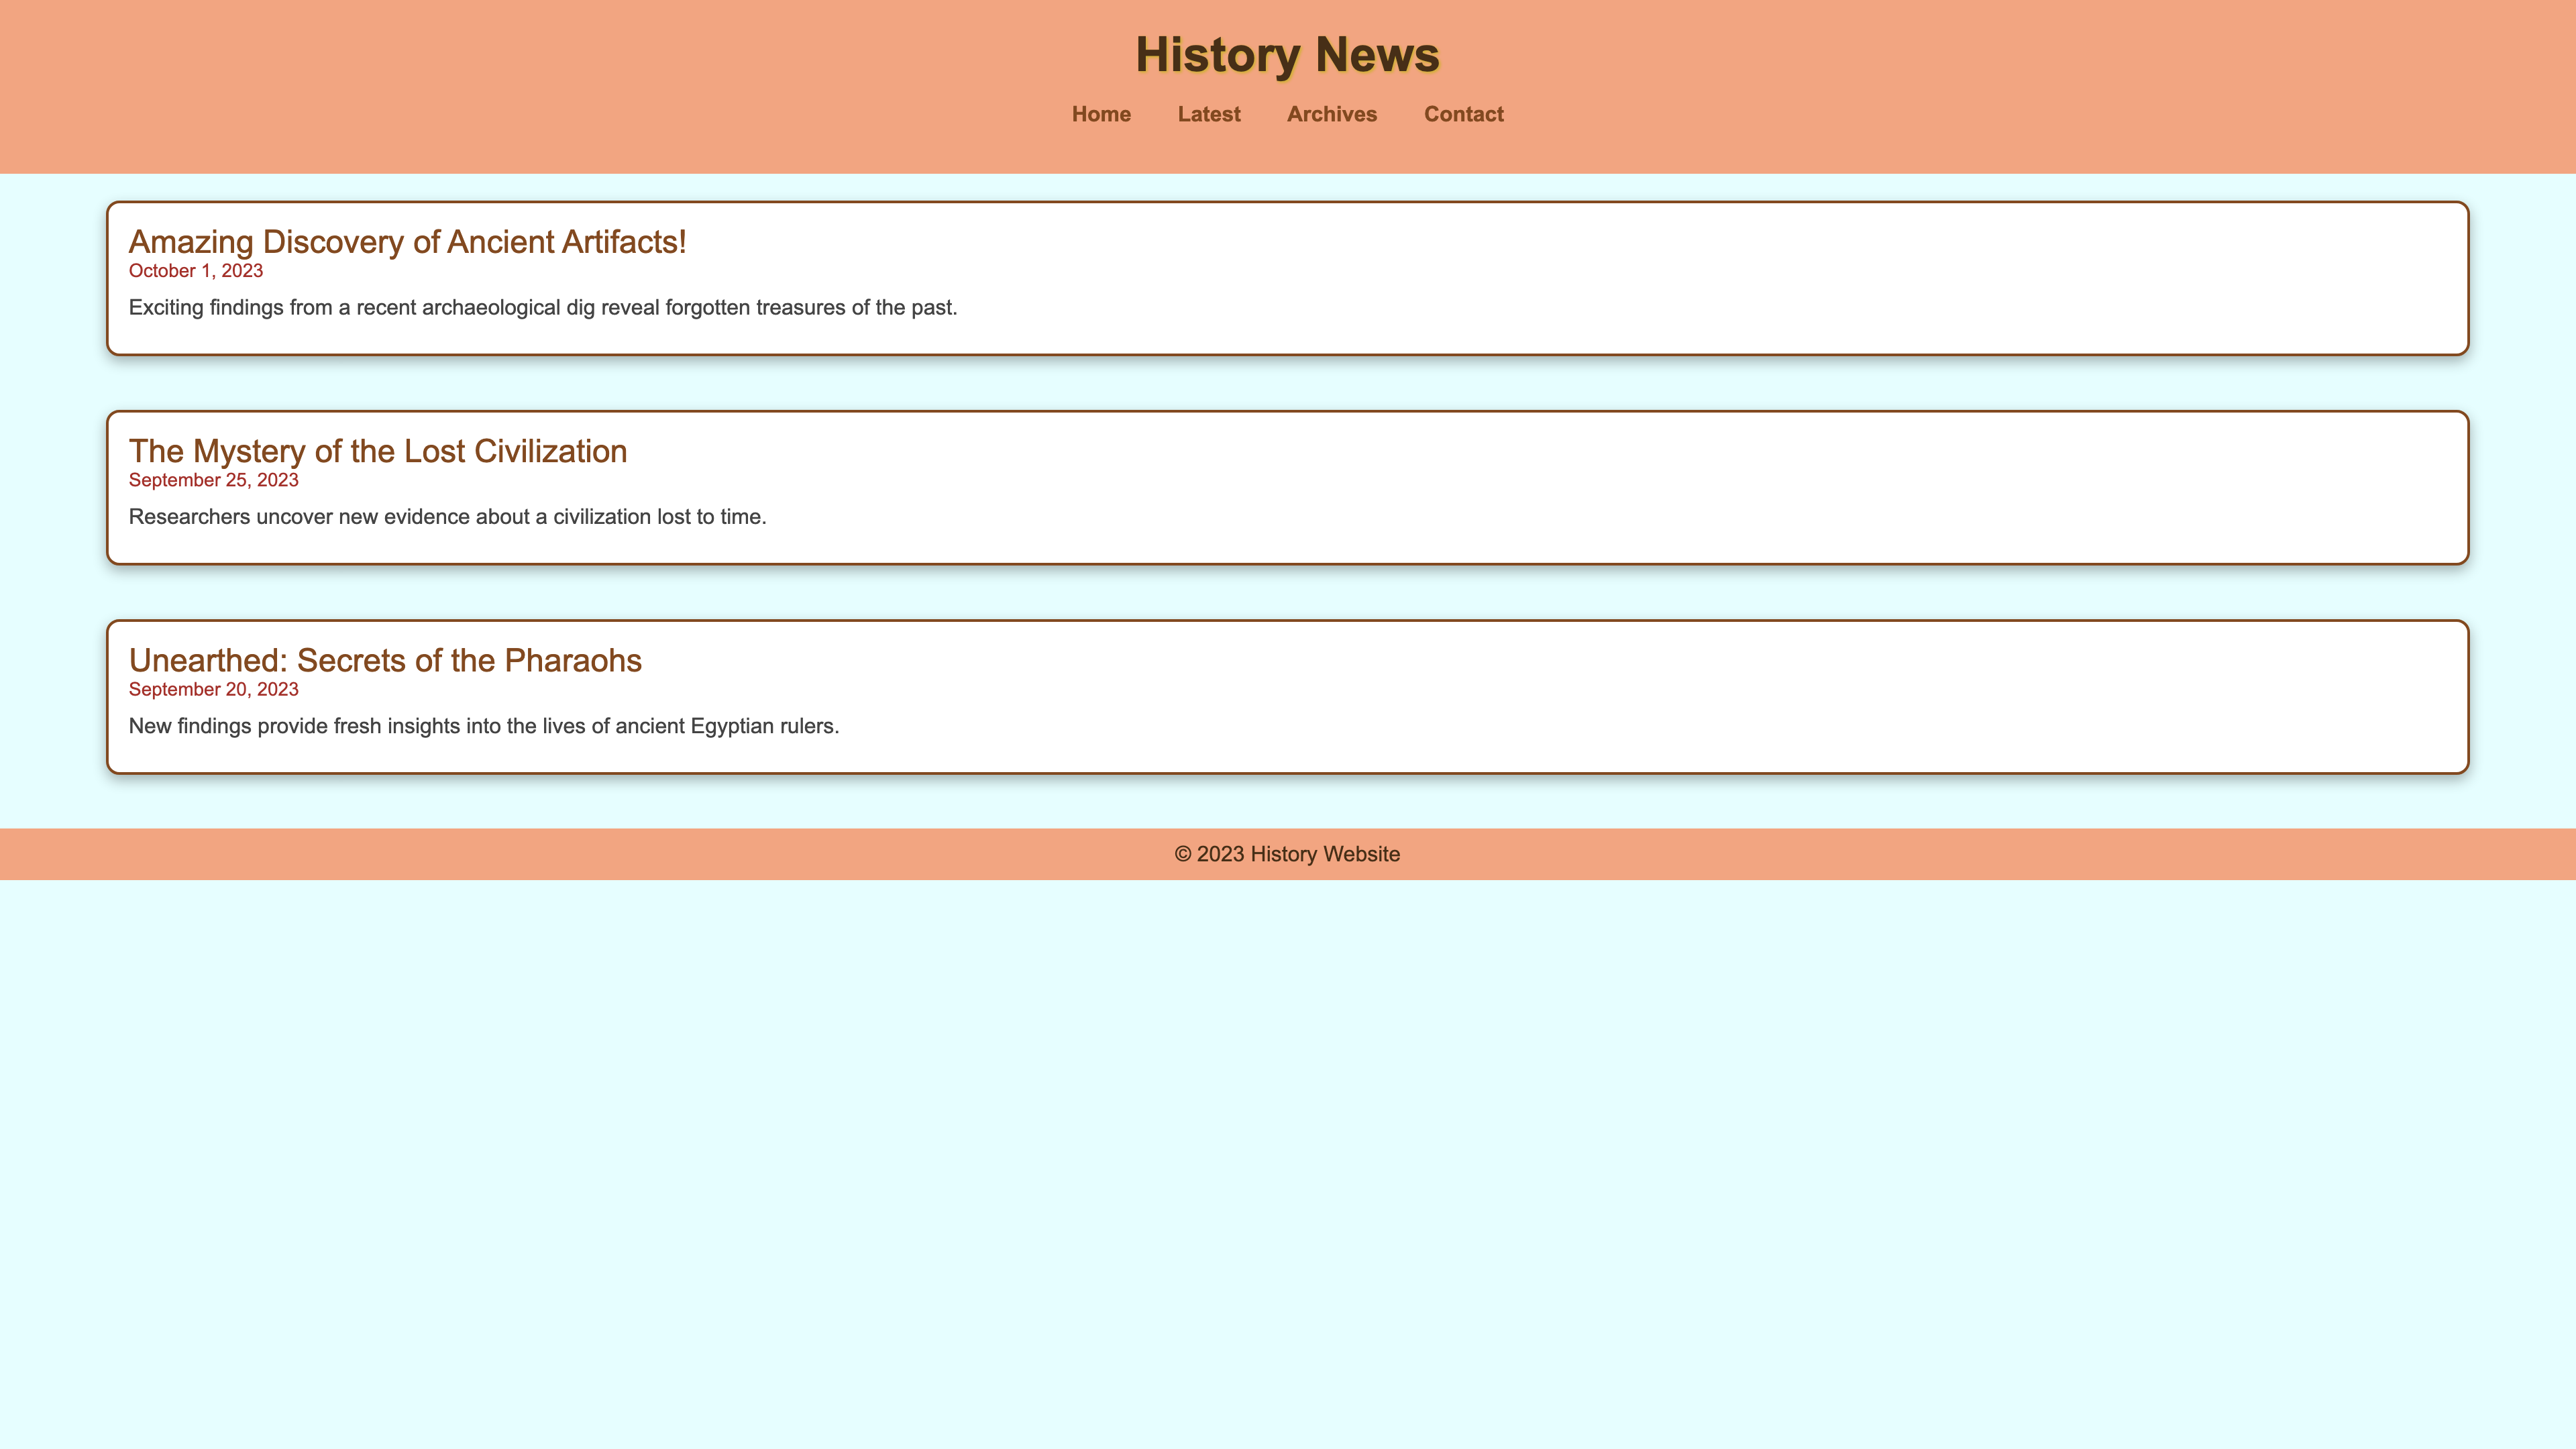 History News
Home Latest Archives Contact
Amazing Discovery of Ancient Artifacts!
October 1, 2023
Exciting findings from a recent archaeological dig reveal forgotten treasures of the past.
The Mystery of the Lost Civilization
September 25, 2023
Researchers uncover new evidence about a civilization lost to time.
Unearthed: Secrets of the Pharaohs
September 20, 2023
New findings provide fresh insights into the lives of ancient Egyptian rulers.
© 2023 History Website